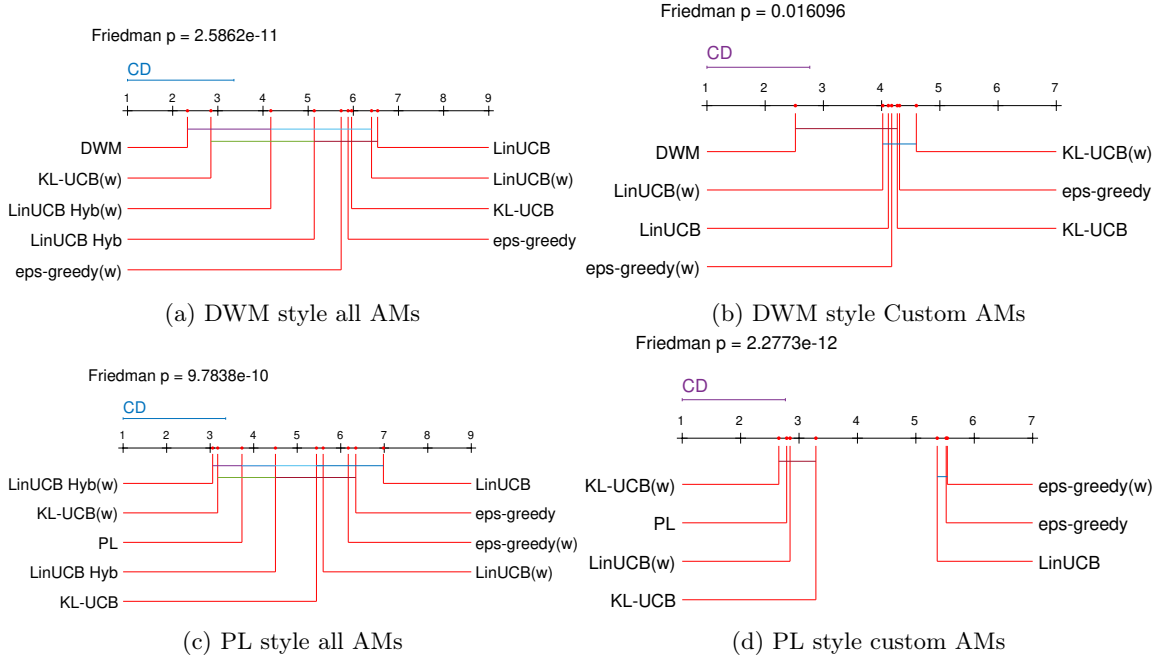 Friedman p = 2.5862e-11
CD
1 2 3 4 5 6 7 8 9
DWM
KL-UCB(w)
LinUCB Hyb(w)
LinUCB Hyb
eps-greedy(w)
LinUCB
LinUCB(w)
KL-UCB
eps-greedy
(a) DWM style all AMs
Friedman p = 0.016096
CD
1 2 3 4 5 6 7
DWM
LinUCB(w)
LinUCB
eps-greedy(w)
KL-UCB(w)
eps-greedy
KL-UCB
(b) DWM style Custom AMs
Friedman p = 9.7838e-10
CD
1 2 3 4 5 6 7 8 9
LinUCB Hyb(w)
KL-UCB(w)
PL
LinUCB Hyb
KL-UCB
LinUCB
eps-greedy
eps-greedy(w)
LinUCB(w)
(c) PL style all AMs
Friedman p = 2.2773e-12
CD
1 2 3 4 5 6 7
KL-UCB(w)
PL
LinUCB(w)
KL-UCB
eps-greedy(w)
eps-greedy
LinUCB
(d) PL style custom AMs